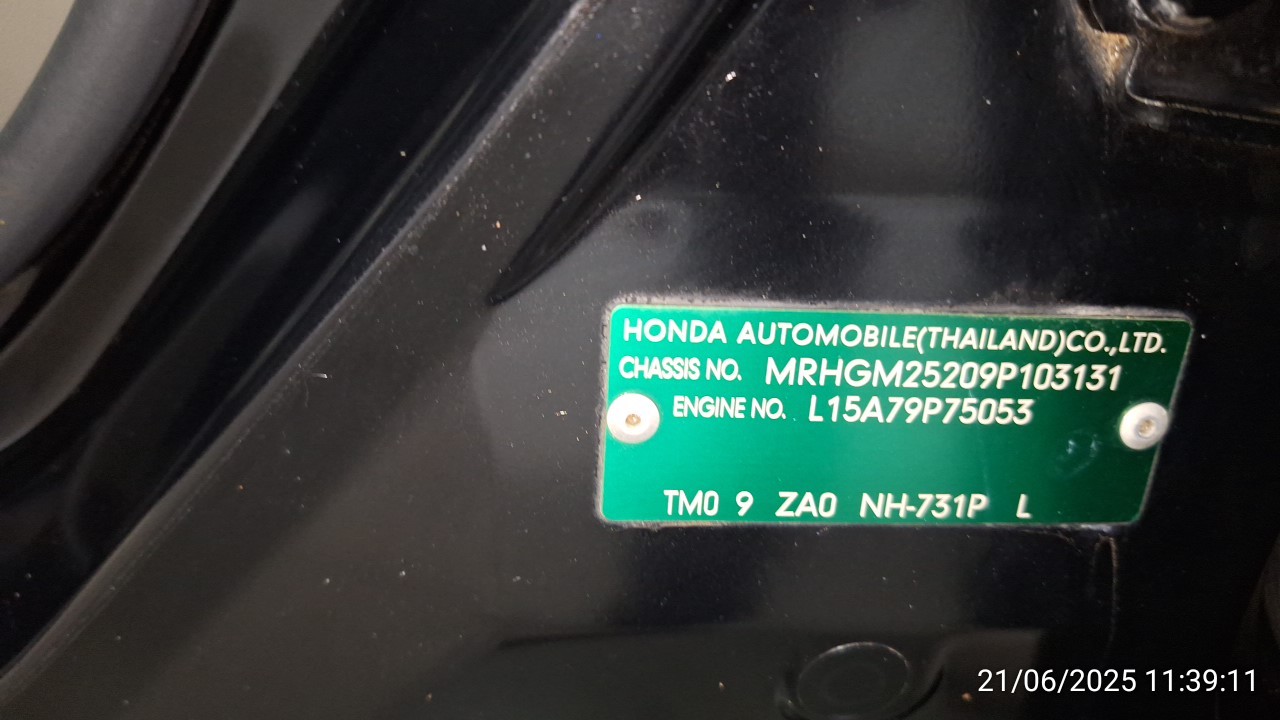 HONDA AUTOMOBILE(THAILAND)CO.,LTD.
CHASSIS NO. MRHGM25209P103131
ENGINE NO. L15A79P75053
TM0 9 ZA0 NH-731P L
21/06/2025 11:39:11